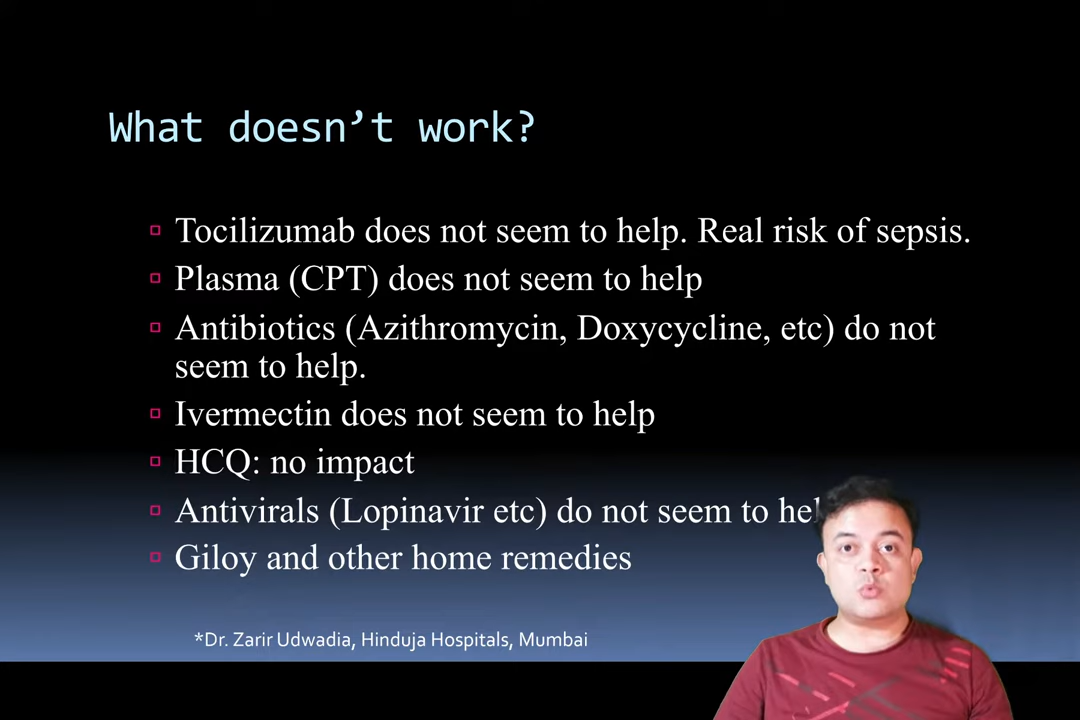 What doesn’t work?
Tocilizumab does not seem to help. Real risk of sepsis.
Plasma (CPT) does not seem to help
Antibiotics (Azithromycin, Doxycycline, etc) do not
seem to help.
Ivermectin does not seem to help
HCQ: no impact
Antivirals (Lopinavir etc) do not seem to
Giloy and other home remedies
*Dr. Zarir Udwadia, Hinduja Hospitals, Mumbai